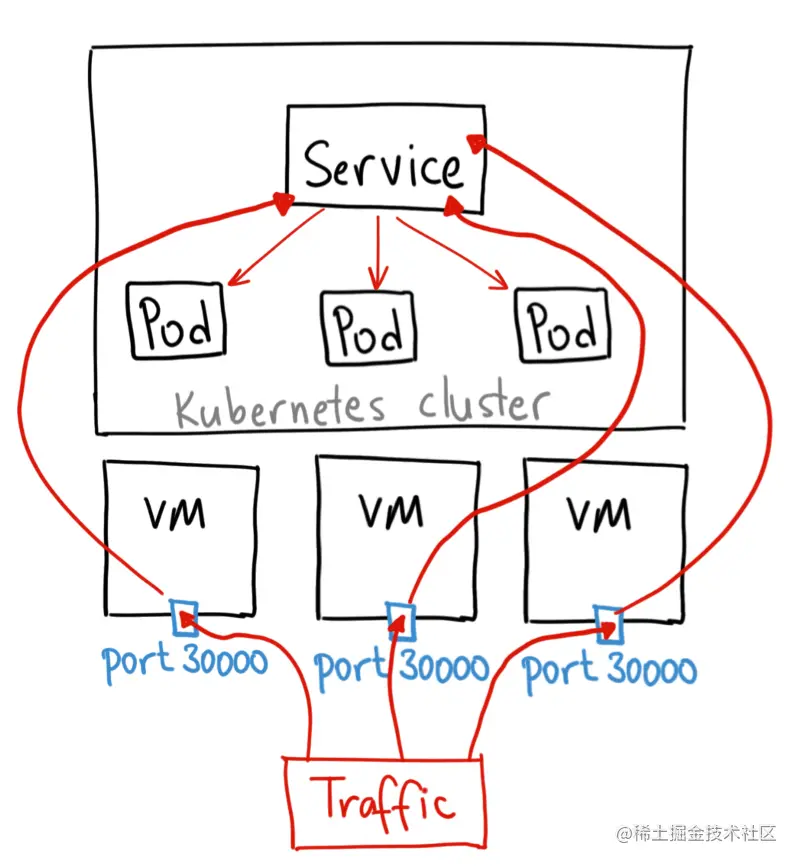 Service
Pod
Pod
Pod
Kubernetes cluster
VM
VM
VM
port 30000
port 30000
port 30000
Traffic
@稀土掘金技术社区